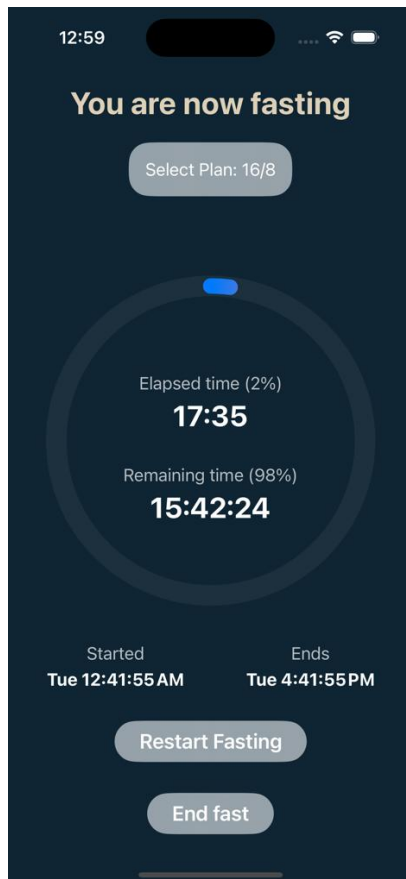 12:59
You are now fasting
Select Plan: 16/8
Elapsed time (2%)
17:35
Remaining time (98%)
15:42:24
Started
Ends
Tue 12:41:55 AM
Tue 4:41:55 PM
Restart Fasting
End fast